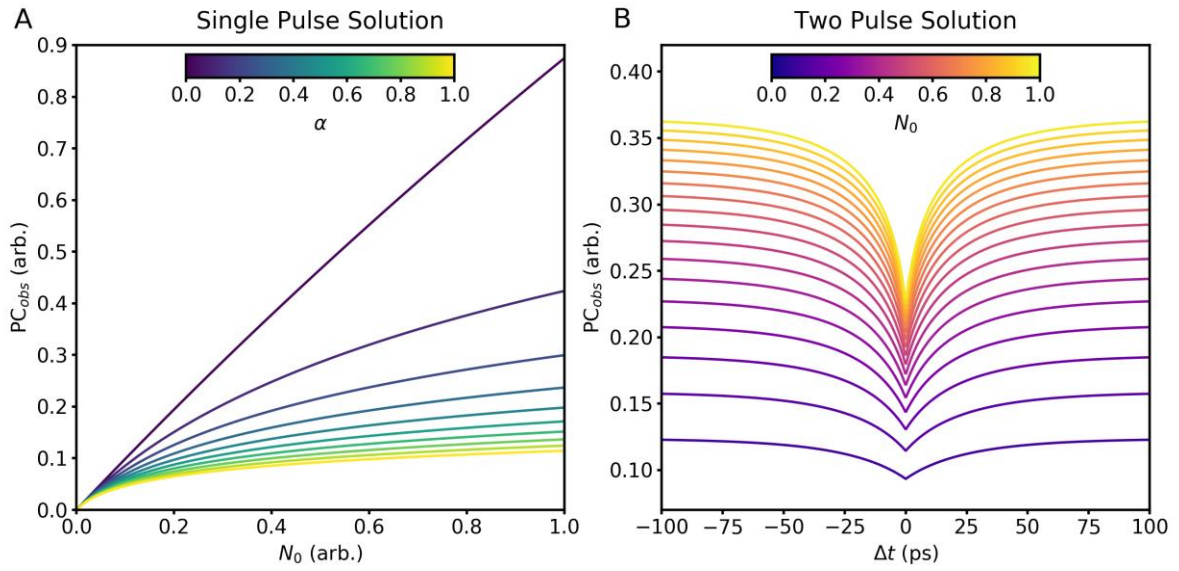 A
Single Pulse Solution
0.9
0.8
0.7
0.6
0.5
0.4
0.3
0.2
0.1
0.0
PC_obs (arb.)
0.0 0.2 0.4 0.6 0.8 1.0
α
0.0 0.2 0.4 0.6 0.8 1.0
N_0 (arb.)
B
Two Pulse Solution
0.40
0.35
0.30
0.25
0.20
0.15
0.10
PC_obs (arb.)
0.0 0.2 0.4 0.6 0.8 1.0
N_0
−100 −75 −50 −25 0 25 50 75 100
Δt (ps)